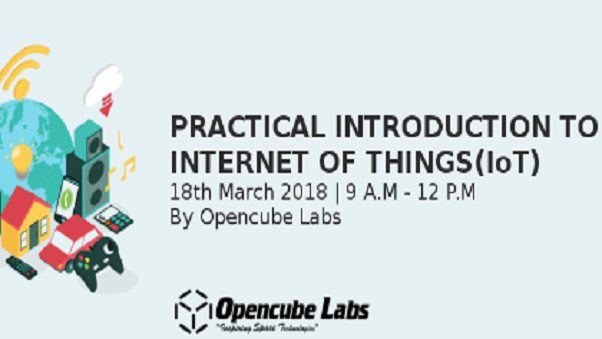 PRACTICAL INTRODUCTION TO
INTERNET OF THINGS(IoT)
18th March 2018 | 9 A.M - 12 P.M
By Opencube Labs
Opencube Labs
"Inspiring Technologies"